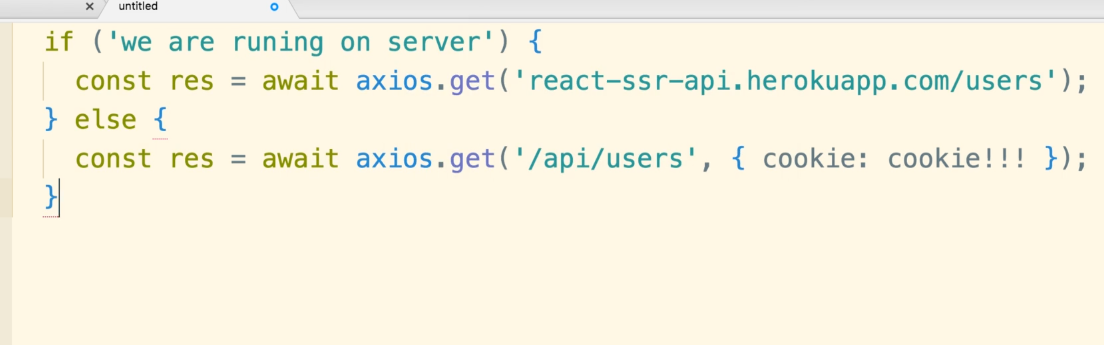 untitled
if ('we are runing on server') {
  const res = await axios.get('react-ssr-api.herokuapp.com/users');
} else {
  const res = await axios.get('/api/users', { cookie: cookie!!! });
}